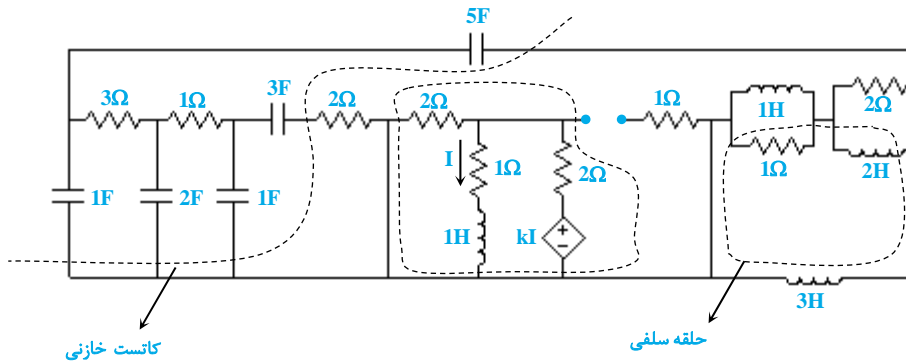 5F
3Ω 1Ω 3F 2Ω 2Ω 1Ω 1H 2Ω
1Ω
I 1Ω 2Ω 2H
1F 2F 1F
1H kI + −
3H
کاتست خازنی
حلقه سلفی